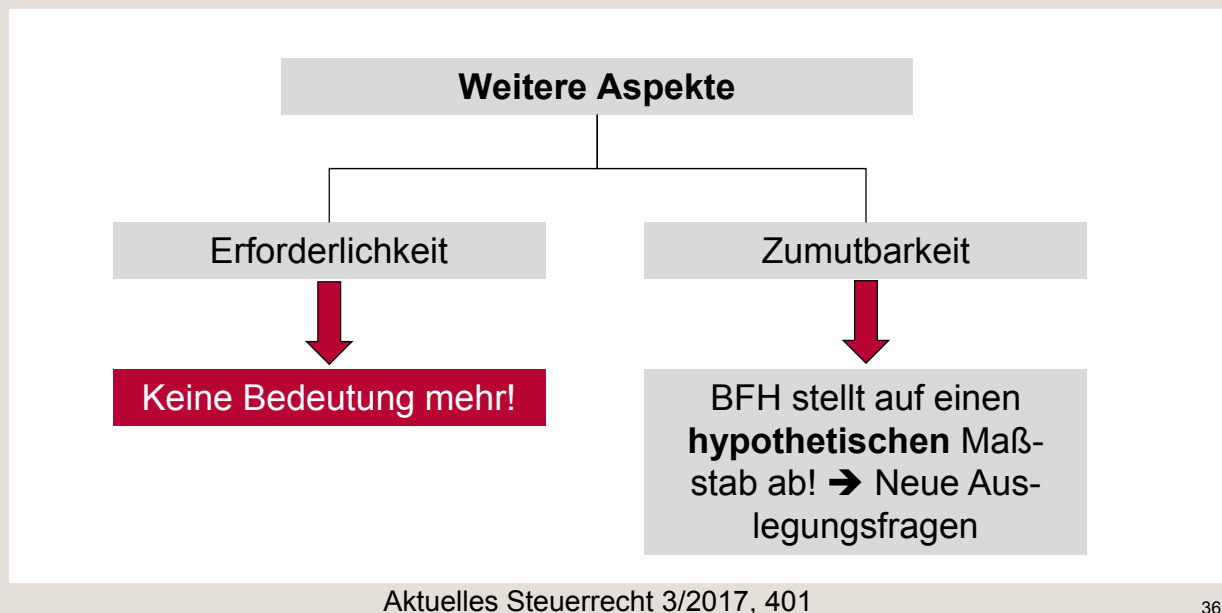 Weitere Aspekte
Erforderlichkeit
Zumutbarkeit
Keine Bedeutung mehr!
BFH stellt auf einen
hypothetischen Maß-
stab ab! ➔ Neue Aus-
legungsfragen
Aktuelles Steuerrecht 3/2017, 401
36